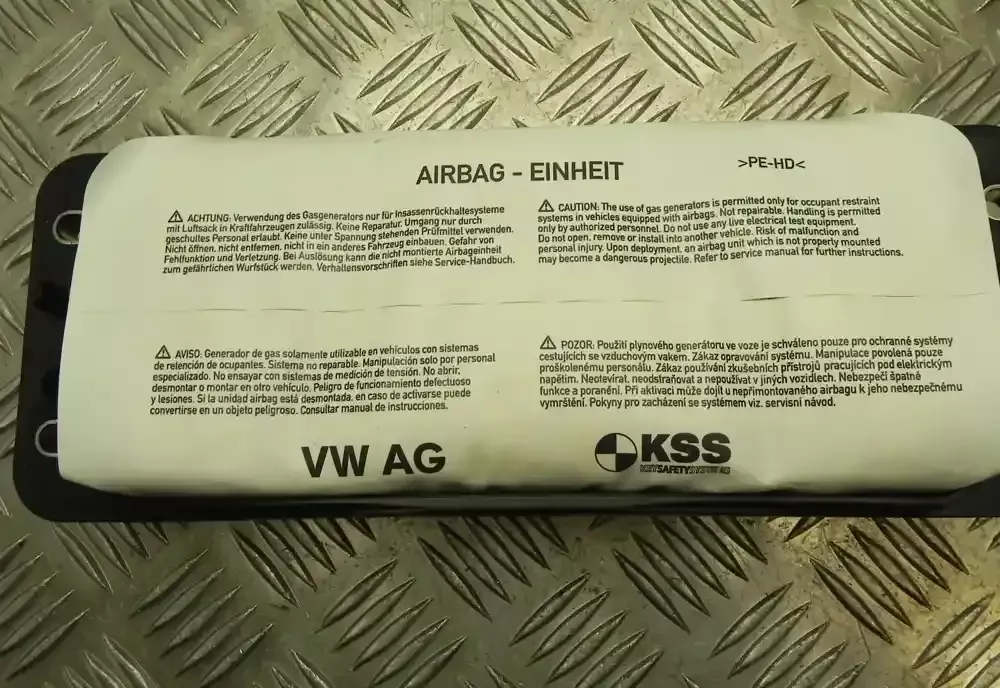 AIRBAG - EINHEIT
>PE-HD<
⚠ ACHTUNG: Verwendung des Gasgenerators nur für Insassenrückhaltesysteme
mit Luftsack in Kraftfahrzeugen zulässig. Keine Reparatur. Umgang nur durch
geschultes Personal erlaubt. Keine unter Spannung stehenden Prüfmittel verwenden.
Nicht öffnen, nicht entfernen, nicht in ein anderes Fahrzeug einbauen. Gefahr von
Fehlfunktion und Verletzung. Bei Auslösung kann die nicht montierte Airbageinheit
zum gefährlichen Wurfstück werden. Verhaltensvorschriften siehe Service-Handbuch.
⚠ CAUTION: The use of gas generators is permitted only for occupant restraint
systems in vehicles equipped with airbags. Not repairable. Handling is permitted
only by authorized personnel. Do not use any live electrical test equipment.
Do not open, remove or install into another vehicle. Risk of malfunction and
personal injury. Upon deployment, an airbag unit which is not properly mounted
may become a dangerous projectile. Refer to service manual for further instructions.
⚠ AVISO: Generador de gas solamente utilizable en vehículos con sistemas
de retención de ocupantes. Sistema no reparable. Manipulación solo por personal
especializado. No ensayar con sistemas de medición de tensión. No abrir,
desmontar o montar en otro vehículo. Peligro de funcionamiento defectuoso
y lesiones. Si la unidad airbag está desmontada, en caso de activarse puede
convertirse en un objeto peligroso. Consultar manual de instrucciones.
⚠ POZOR: Použití plynového generátoru ve voze je schváleno pouze pro ochranné systémy
cestujících se vzduchovým vakem. Zákaz opravování systému. Manipulace povolená pouze
proškolenému personálu. Zákaz používání zkušebních přístrojů pracujících pod elektrickým
napětím. Neotevírat, neodstraňovat a nepoužívat v jiných vozidlech. Nebezpečí špatné
funkce a poranění. Při aktivaci může dojít u nepřimontovaného airbagu k jeho nebezpečnému
vymrštění. Pokyny pro zacházení se systémem viz. servisní návod.
VW AG
KSS
KEY SAFETY SYSTEMS